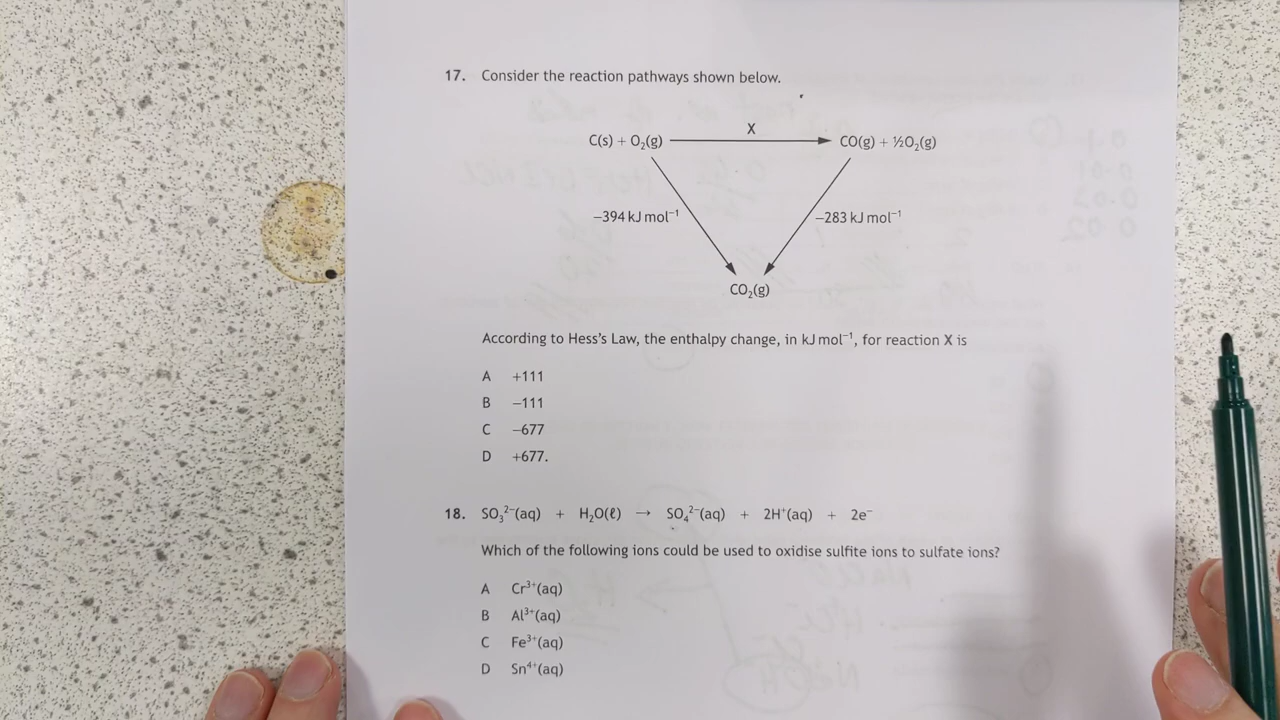 17. Consider the reaction pathways shown below.
C(s) + O₂(g)
X
CO(g) + ½O₂(g)
−394 kJ mol⁻¹
−283 kJ mol⁻¹
CO₂(g)
According to Hess's Law, the enthalpy change, in kJ mol⁻¹, for reaction X is
A +111
B −111
C −677
D +677.
18. SO₃²⁻(aq) + H₂O(ℓ) → SO₄²⁻(aq) + 2H⁺(aq) + 2e⁻
Which of the following ions could be used to oxidise sulfite ions to sulfate ions?
A Cr³⁺(aq)
B Al³⁺(aq)
C Fe³⁺(aq)
D Sn⁴⁺(aq)